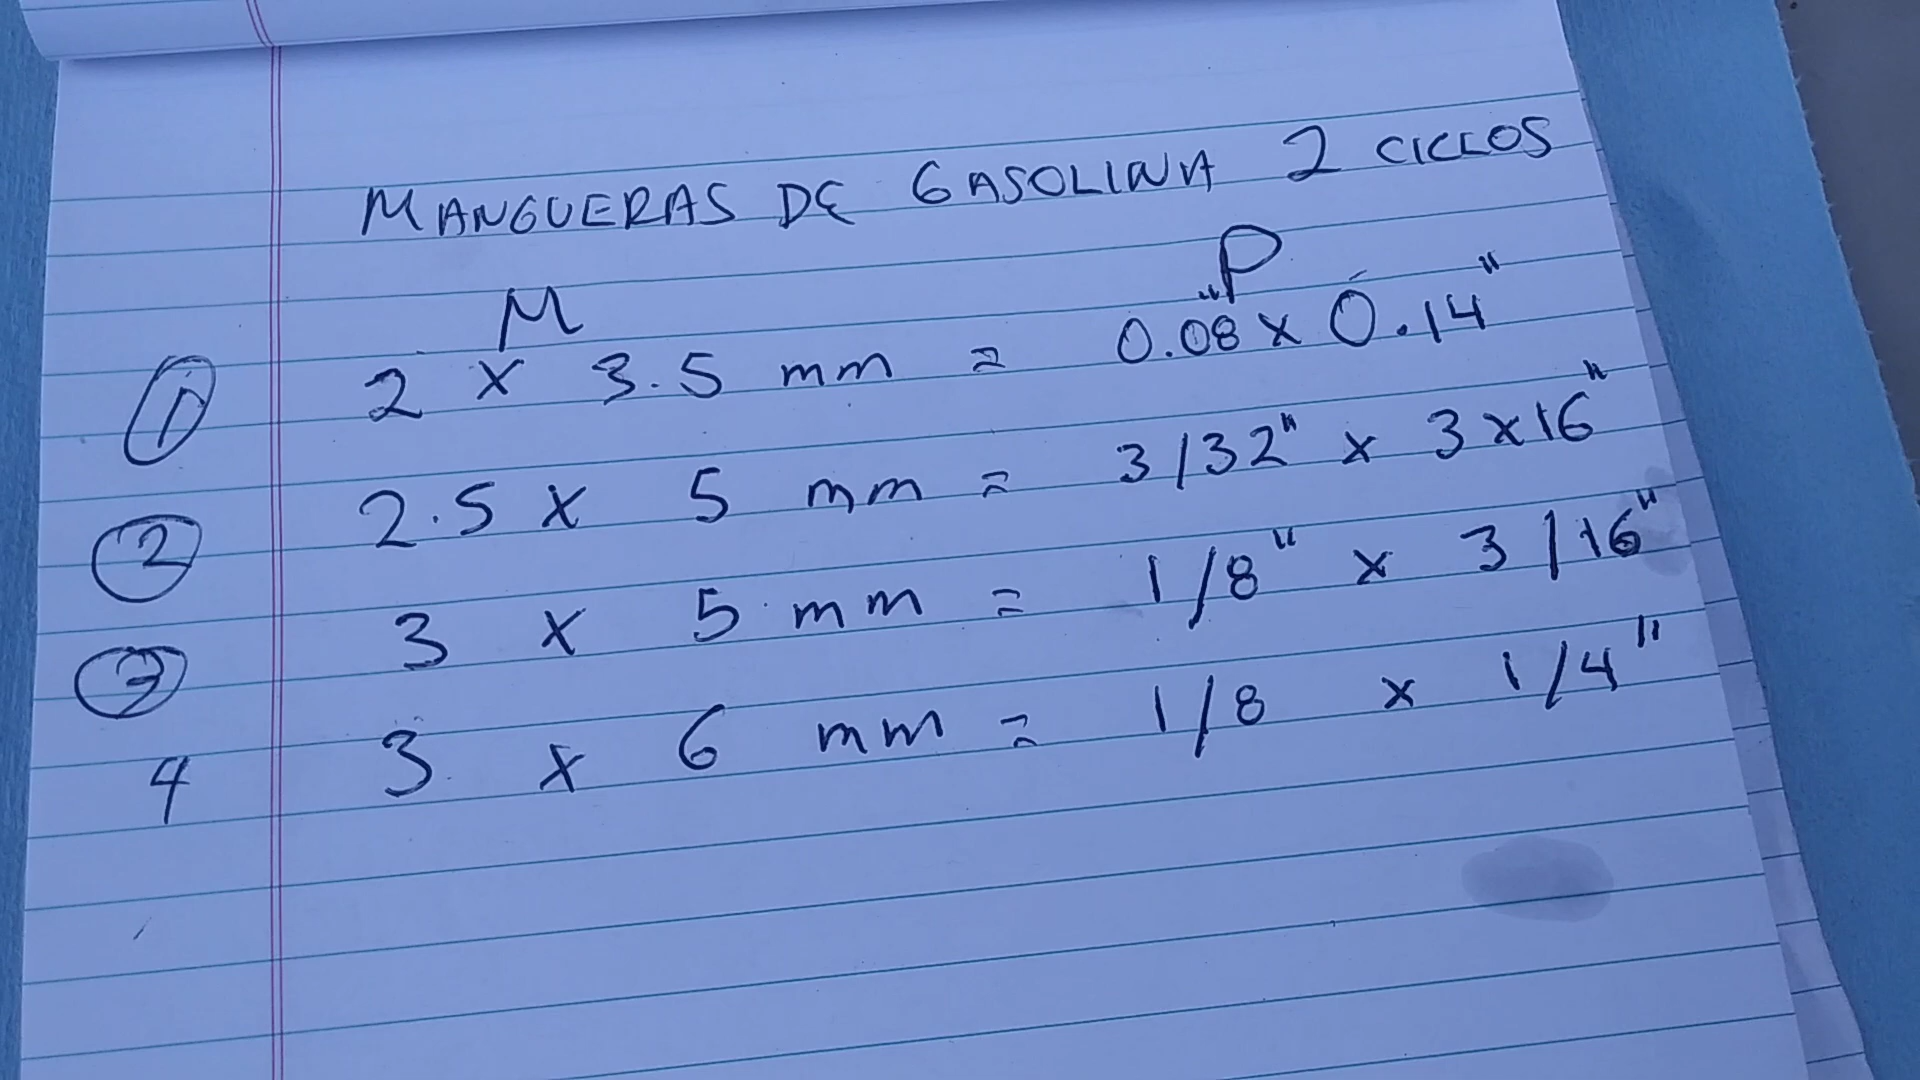 MANGUERAS DE GASOLINA 2 CICLOS
M P
1 2 x 3.5 mm = "0.08 x 0.14"
2 2.5 x 5 mm = 3/32" x 3x16"
3 3 x 5 mm = 1/8" x 3/16"
4 3 x 6 mm = 1/8 x 1/4"